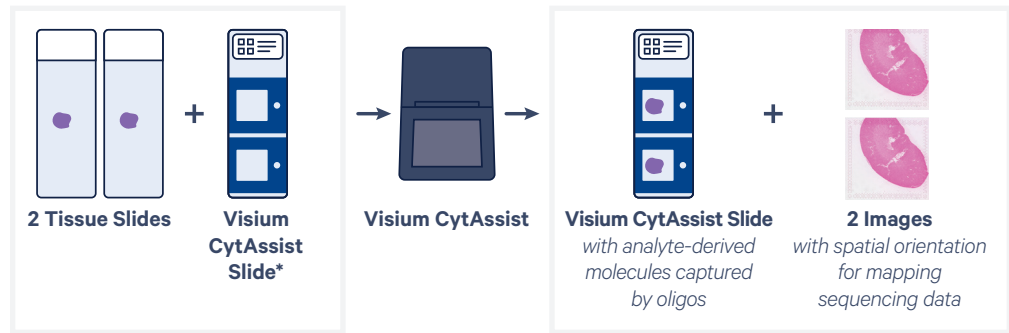 2 Tissue Slides
+
Visium
CytAssist
Slide*
Visium CytAssist
Visium CytAssist Slide
with analyte-derived
molecules captured
by oligos
+
2 Images
with spatial orientation
for mapping
sequencing data